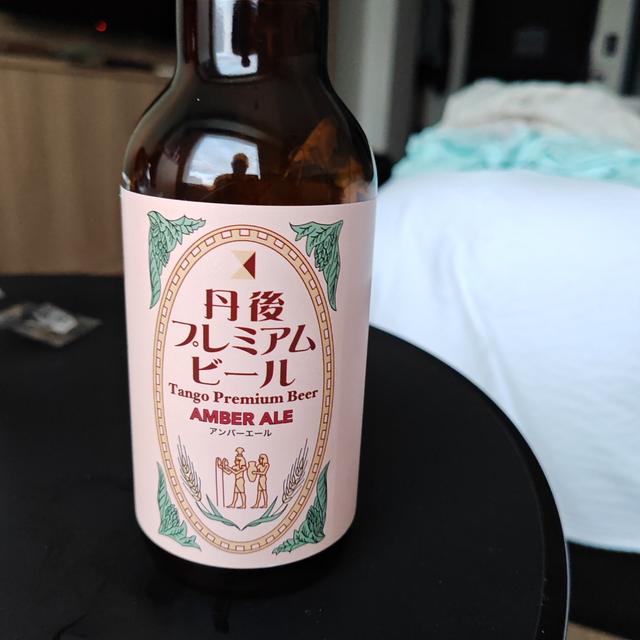 丹後
プレミアム
ビール
Tango Premium Beer
AMBER ALE
アンバーエール